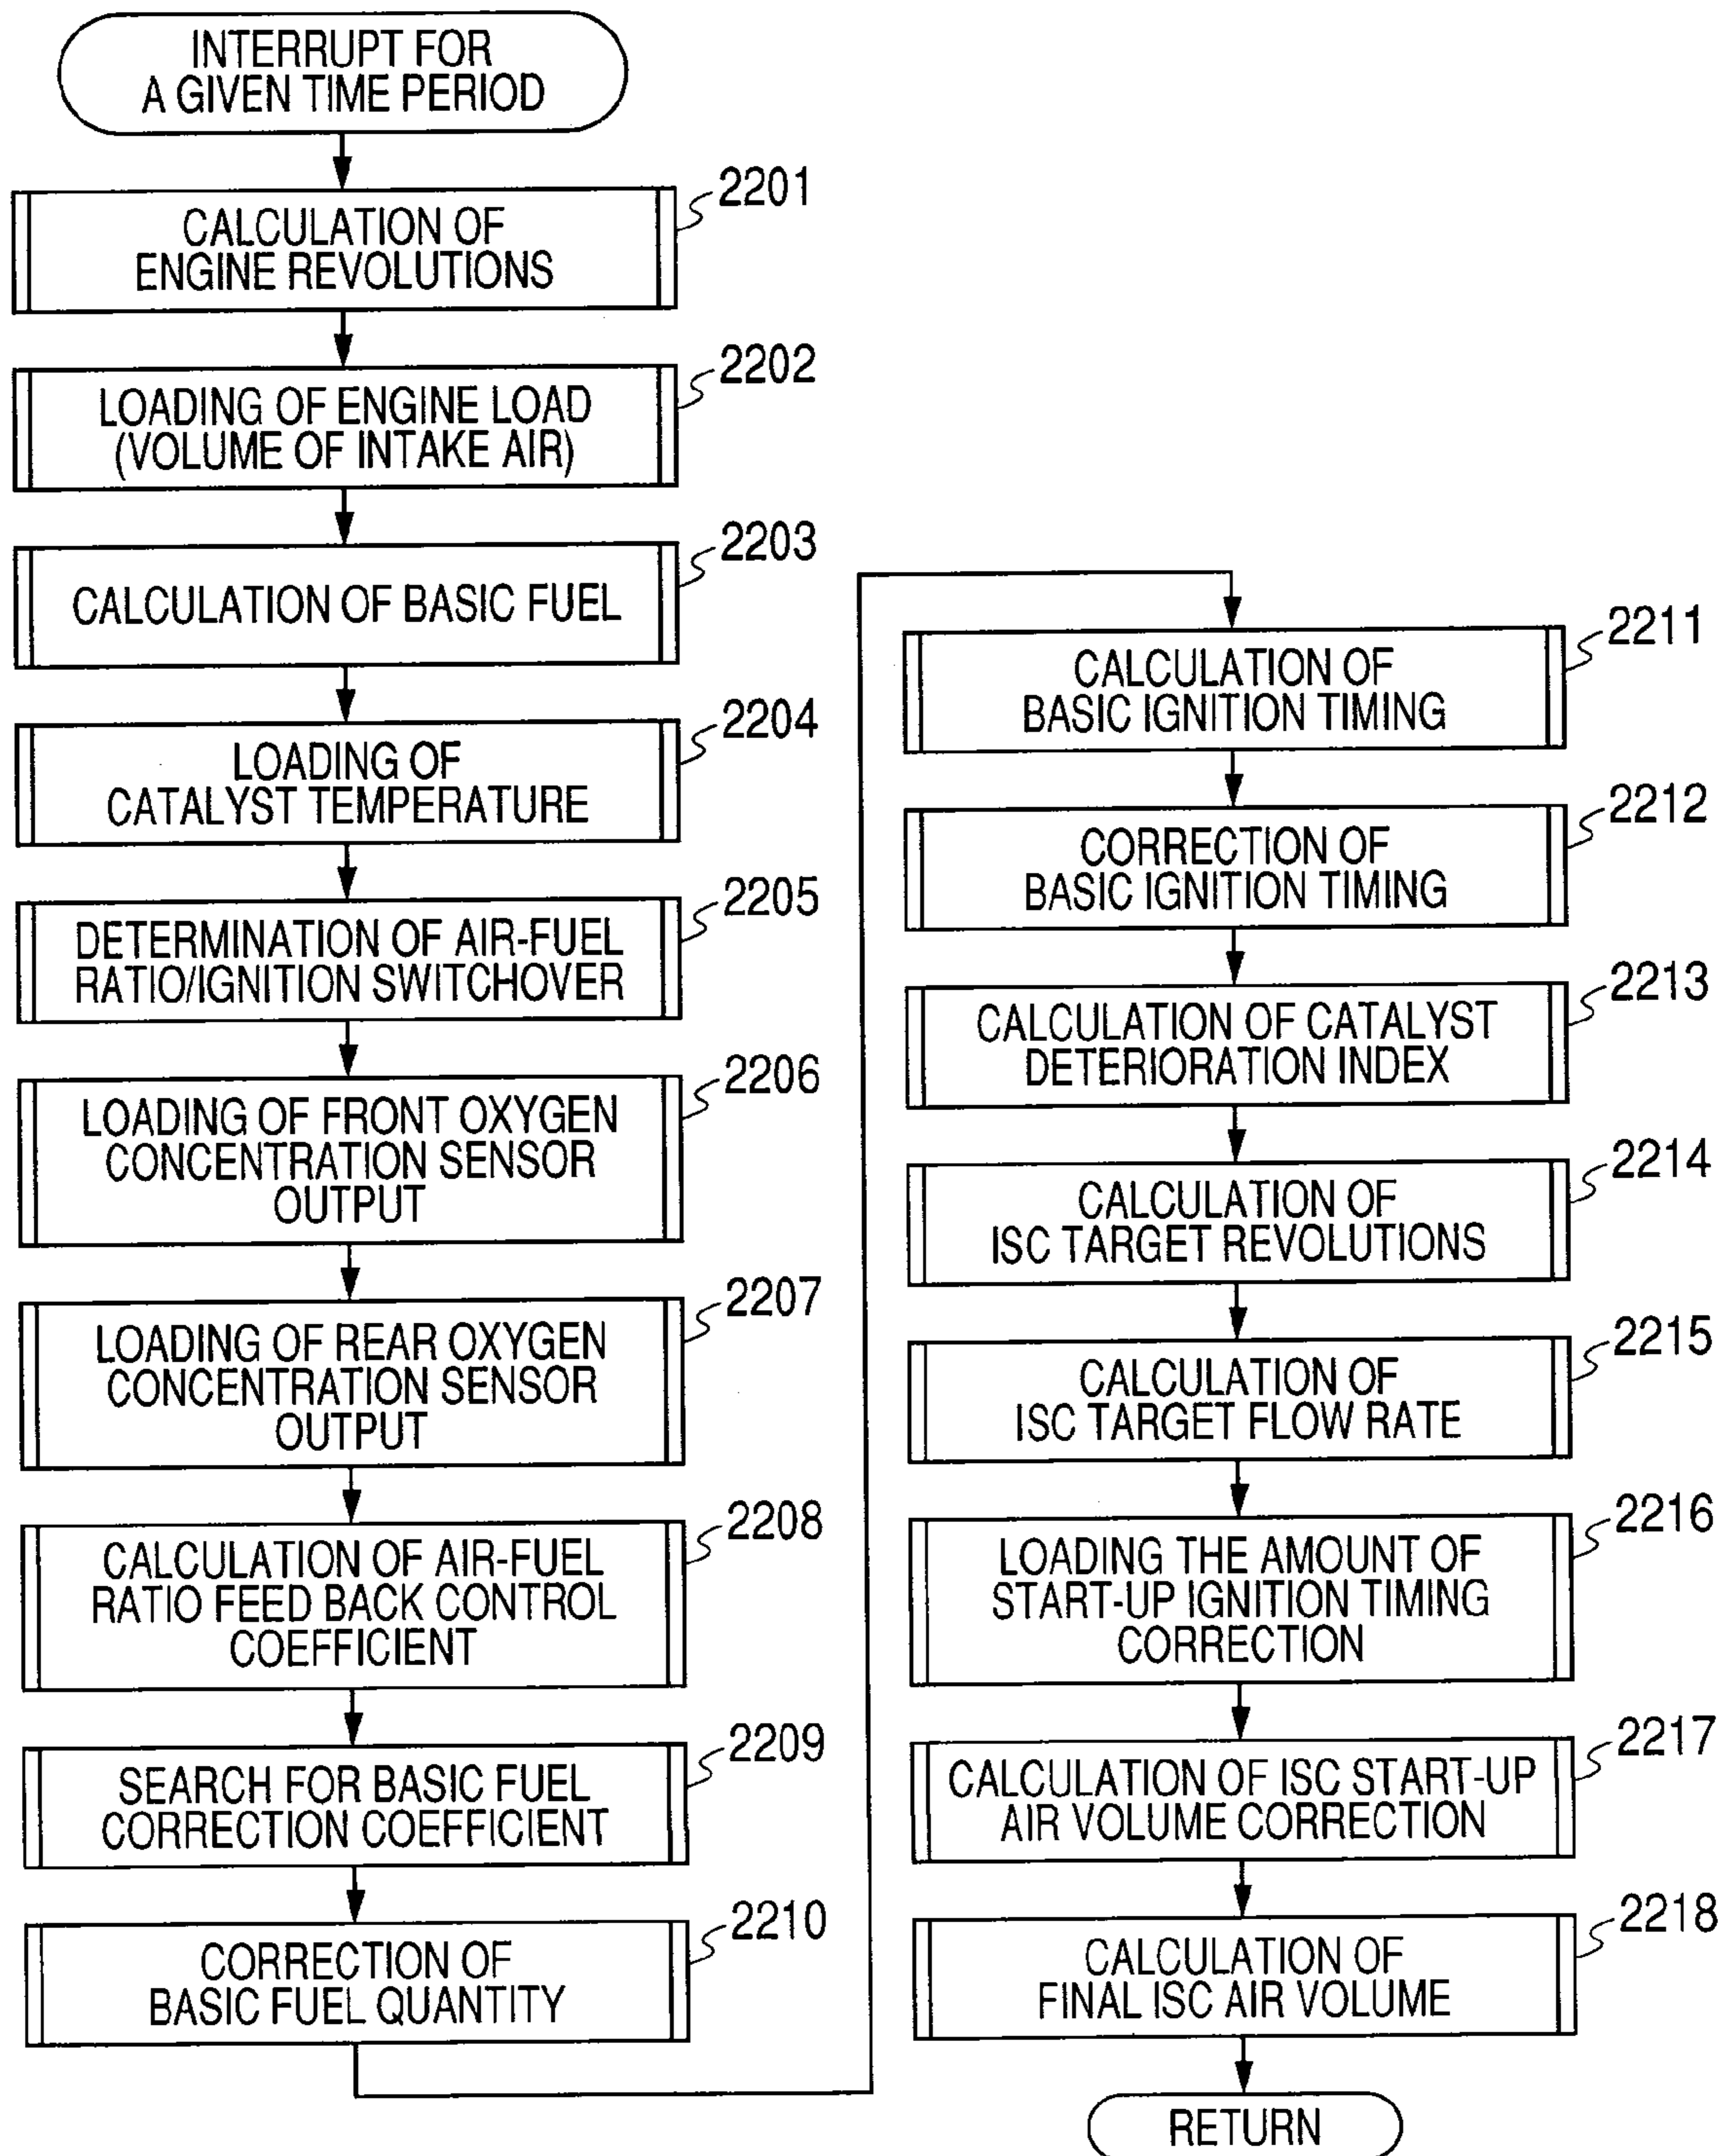 INTERRUPT FOR
A GIVEN TIME PERIOD
2201
CALCULATION OF
ENGINE REVOLUTIONS
2202
LOADING OF ENGINE LOAD
(VOLUME OF INTAKE AIR)
2203
CALCULATION OF BASIC FUEL
2204
LOADING OF
CATALYST TEMPERATURE
2205
DETERMINATION OF AIR-FUEL
RATIO/IGNITION SWITCHOVER
2206
LOADING OF FRONT OXYGEN
CONCENTRATION SENSOR
OUTPUT
2207
LOADING OF REAR OXYGEN
CONCENTRATION SENSOR
OUTPUT
2208
CALCULATION OF AIR-FUEL
RATIO FEED BACK CONTROL
COEFFICIENT
2209
SEARCH FOR BASIC FUEL
CORRECTION COEFFICIENT
2210
CORRECTION OF
BASIC FUEL QUANTITY
2211
CALCULATION OF
BASIC IGNITION TIMING
2212
CORRECTION OF
BASIC IGNITION TIMING
2213
CALCULATION OF CATALYST
DETERIORATION INDEX
2214
CALCULATION OF
ISC TARGET REVOLUTIONS
2215
CALCULATION OF
ISC TARGET FLOW RATE
2216
LOADING THE AMOUNT OF
START-UP IGNITION TIMING
CORRECTION
2217
CALCULATION OF ISC START-UP
AIR VOLUME CORRECTION
2218
CALCULATION OF
FINAL ISC AIR VOLUME
RETURN